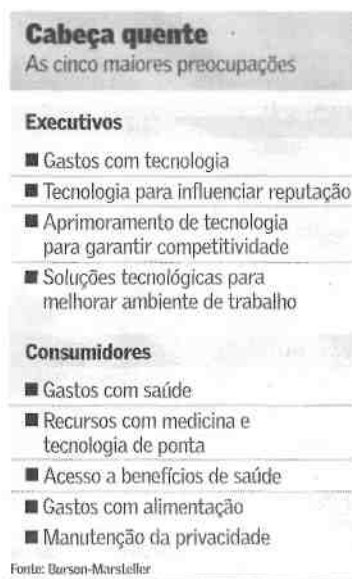 Cabeça quente
As cinco maiores preocupações
Executivos
■ Gastos com tecnologia
■ Tecnologia para influenciar reputação
■ Aprimoramento de tecnologia
para garantir competitividade
■ Soluções tecnológicas para
melhorar ambiente de trabalho
Consumidores
■ Gastos com saúde
■ Recursos com medicina e
tecnologia de ponta
■ Acesso a benefícios de saúde
■ Gastos com alimentação
■ Manutenção da privacidade
Fonte: Burson-Marsteller